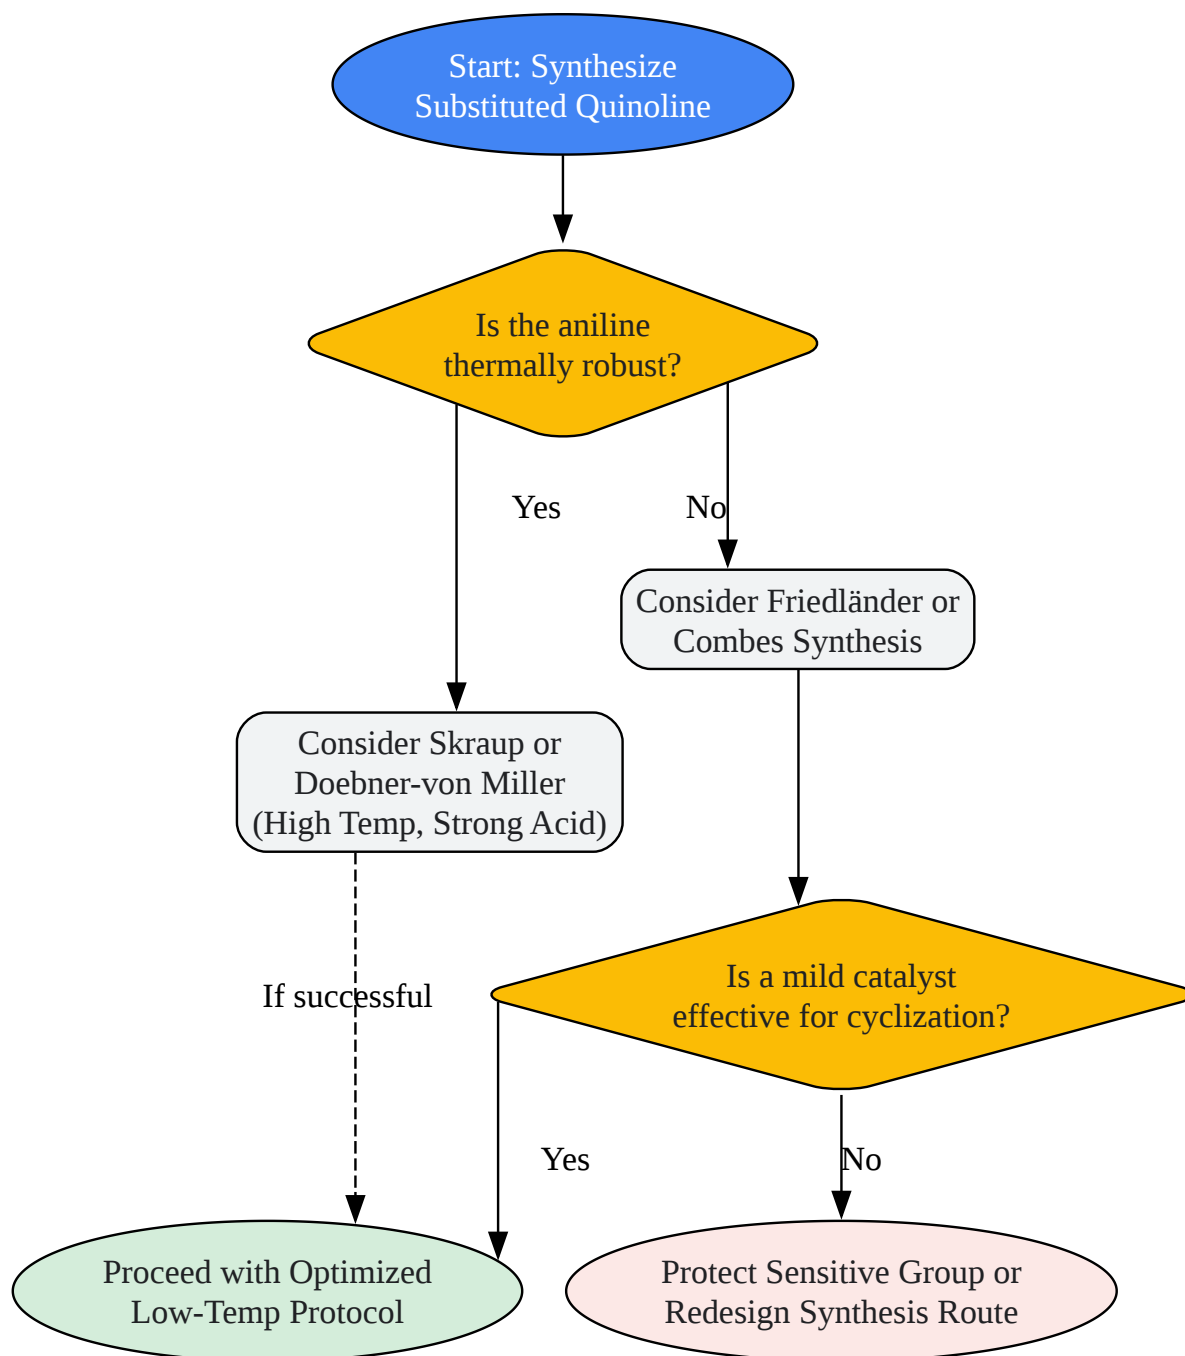 Start: Synthesize
Substituted Quinoline
Is the aniline
thermally robust?
Yes
No
Consider Friedländer or
Combes Synthesis
Consider Skraup or
Doebner-von Miller
(High Temp, Strong Acid)
If successful
Is a mild catalyst
effective for cyclization?
Yes
No
Proceed with Optimized
Low-Temp Protocol
Protect Sensitive Group or
Redesign Synthesis Route